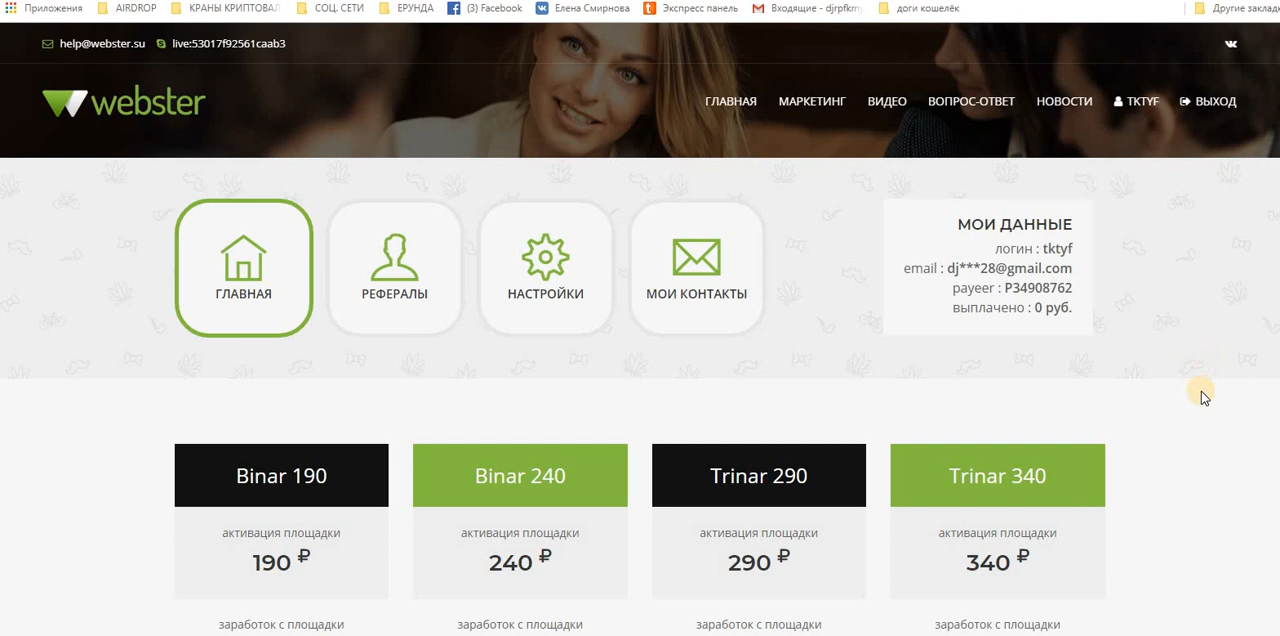 Приложения AIRDROP КРАНЫ КРИПТОВАЛ СОЦ. СЕТИ ЕРУНДА (3) Facebook Елена Смирнова Экспресс панель Входящие - djrpfkm доги кошелёк Другие заклад
help@webster.su live:53017f92561caab3
webster ГЛАВНАЯ МАРКЕТИНГ ВИДЕО ВОПРОС-ОТВЕТ НОВОСТИ TKTYF ВЫХОД
МОИ ДАННЫЕ
логин : tktyf
email : dj***28@gmail.com
payeer : P34908762
выплачено : 0 руб.
ГЛАВНАЯ РЕФЕРАЛЫ НАСТРОЙКИ МОИ КОНТАКТЫ
Binar 190 Binar 240 Trinar 290 Trinar 340
активация площадки активация площадки активация площадки активация площадки
190 ₽ 240 ₽ 290 ₽ 340 ₽
заработок с площадки заработок с площадки заработок с площадки заработок с площадки